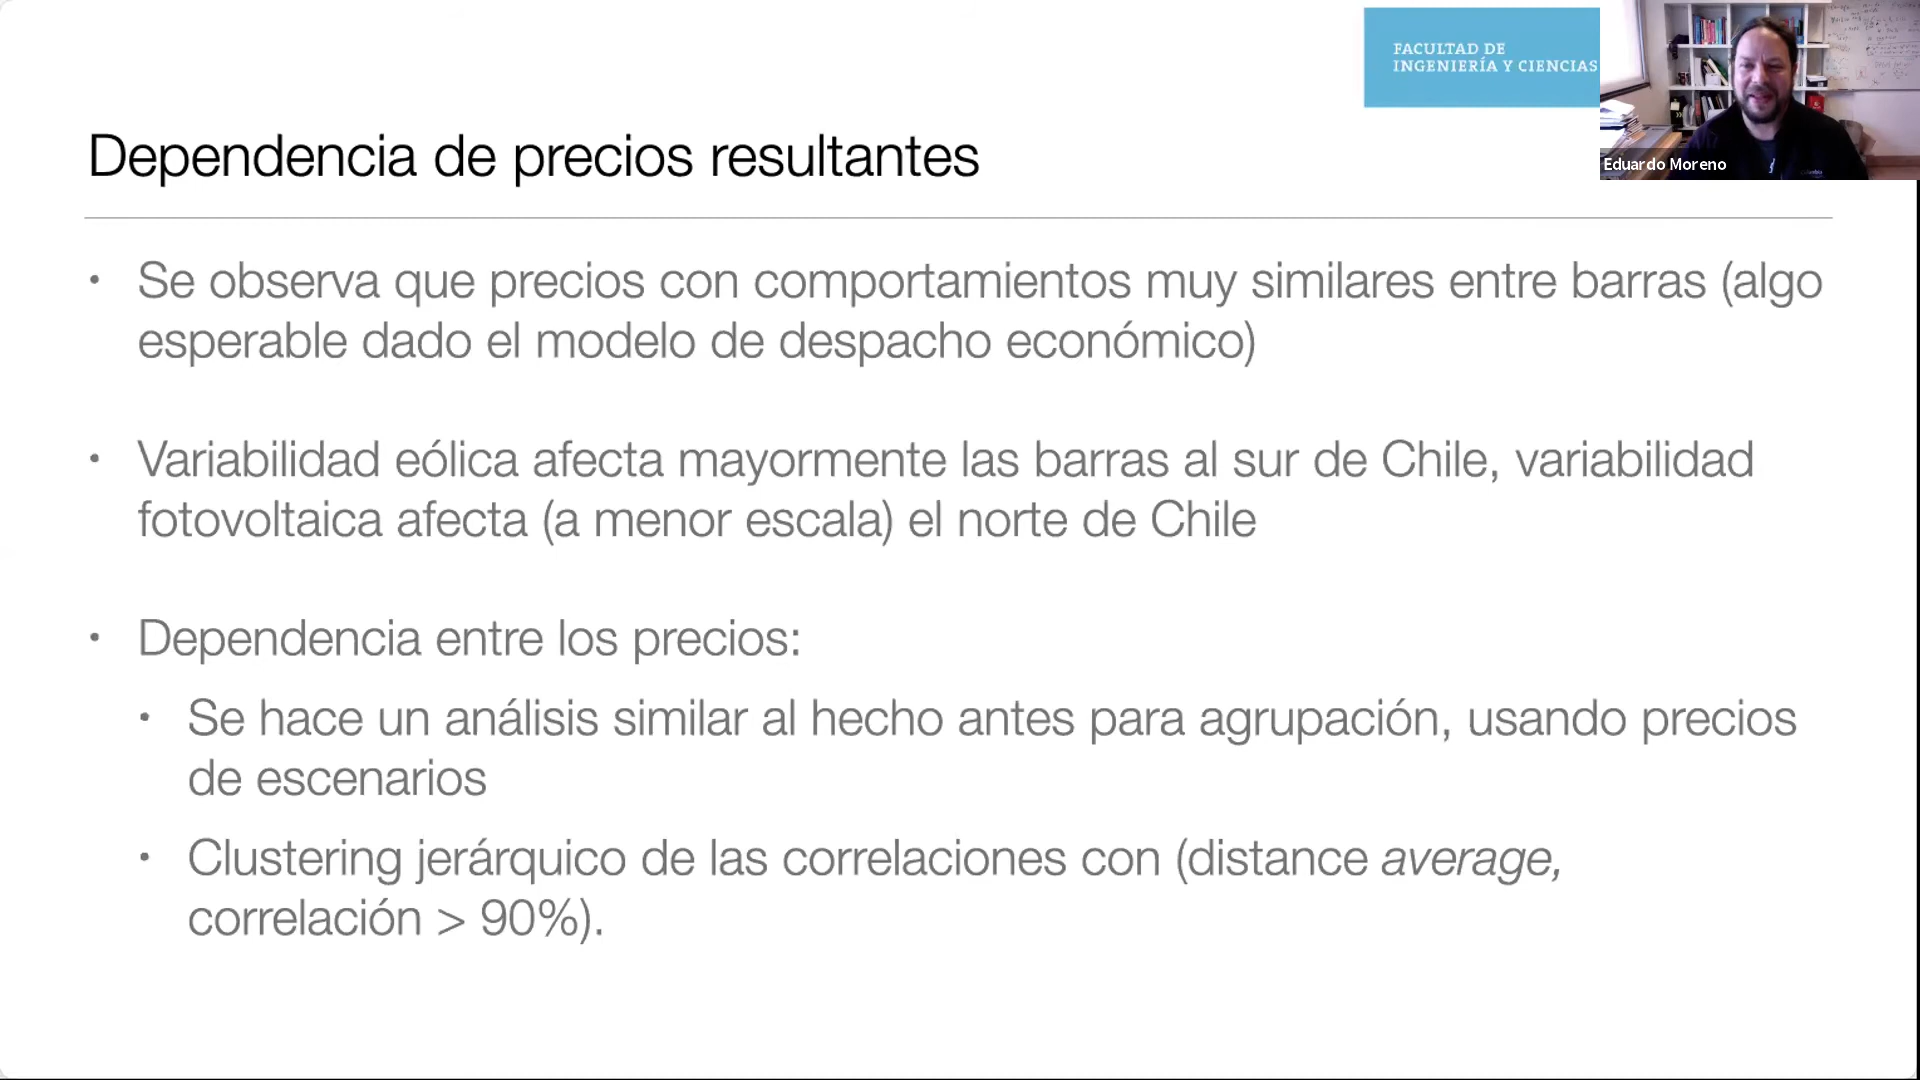 FACULTAD DE
INGENIERÍA Y CIENCIAS
Eduardo Moreno
Dependencia de precios resultantes
• Se observa que precios con comportamientos muy similares entre barras (algo
esperable dado el modelo de despacho económico)
• Variabilidad eólica afecta mayormente las barras al sur de Chile, variabilidad
fotovoltaica afecta (a menor escala) el norte de Chile
• Dependencia entre los precios:
• Se hace un análisis similar al hecho antes para agrupación, usando precios
de escenarios
• Clustering jerárquico de las correlaciones con (distance average,
correlación > 90%).